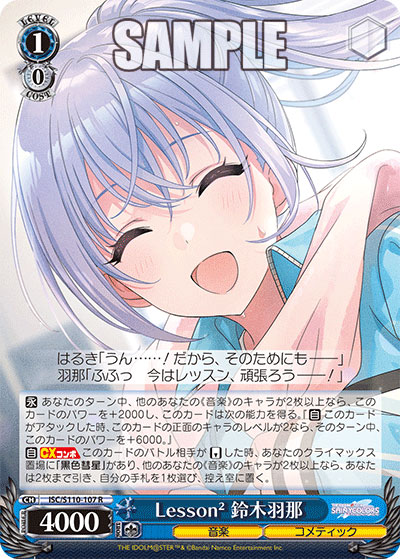 LEVEL
1
0
COST
SAMPLE
はるき「うん……！だから、そのためにも――」
羽那「ふふっ　今はレッスン、頑張ろう――！」
永 あなたのターン中、他のあなたの《音楽》のキャラが2枚以上なら、このカードのパワーを+2000し、このカードは次の能力を得る。『自 このカードがアタックした時、このカードの正面のキャラのレベルが2なら、そのターン中、このカードのパワーを+6000。』
自 CXコンボ このカードのバトル相手が［レスト］した時、クライマックス置場に「黒色彗星」があり、他のあなたの《音楽》のキャラが2枚以上なら、あなたは2枚まで引き、自分の手札を1枚選び、控え室に置く。
CH
ISC/S110-107 R
4000
Lesson² 鈴木羽那
THE IDOLM@STER
SHINYCOLORS
音楽
コメティック
THE IDOLM@STER™& ©Bandai Namco Entertainment Inc.